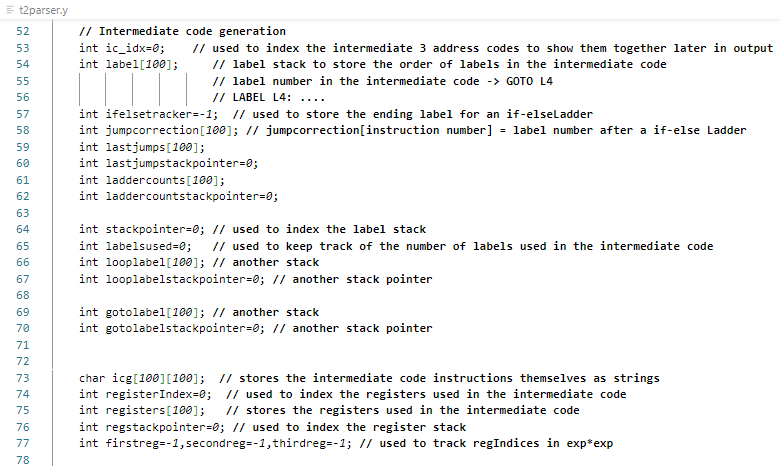 t2parser.y
52 // Intermediate code generation
53 int ic_idx=0; // used to index the intermediate 3 address codes to show them together later in output
54 int label[100]; // label stack to store the order of labels in the intermediate code
55 // label number in the intermediate code -> GOTO L4
56 // LABEL L4: ....
57 int ifelsetracker=-1; // used to store the ending label for an if-elseLadder
58 int jumpcorrection[100]; // jumpcorrection[instruction number] = label number after a if-else Ladder
59 int lastjumps[100];
60 int lastjumpstackpointer=0;
61 int laddercounts[100];
62 int laddercountstackpointer=0;
63
64 int stackpointer=0; // used to index the label stack
65 int labelsused=0; // used to keep track of the number of labels used in the intermediate code
66 int looplabel[100]; // another stack
67 int looplabelstackpointer=0; // another stack pointer
68
69 int gotolabel[100]; // another stack
70 int gotolabelstackpointer=0; // another stack pointer
71
72
73 char icg[100][100]; // stores the intermediate code instructions themselves as strings
74 int registerIndex=0; // used to index the registers used in the intermediate code
75 int registers[100]; // stores the registers used in the intermediate code
76 int regstackpointer=0; // used to index the register stack
77 int firstreg=-1,secondreg=-1,thirdreg=-1; // used to track regIndices in exp*exp
78